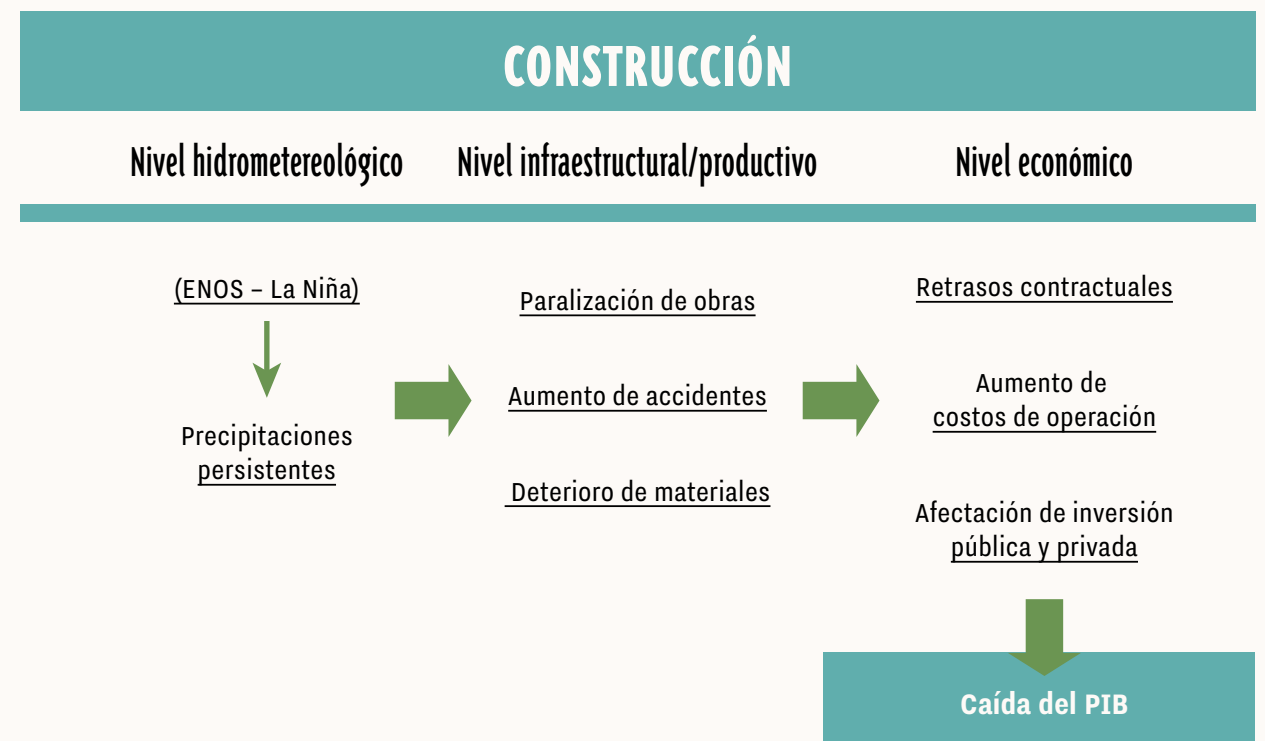 CONSTRUCCIÓN
Nivel hidrometereológico
Nivel infraestructural/productivo
Nivel económico
(ENOS – La Niña)
Precipitaciones
persistentes
Paralización de obras
Aumento de accidentes
Deterioro de materiales
Retrasos contractuales
Aumento de
costos de operación
Afectación de inversión
pública y privada
Caída del PIB